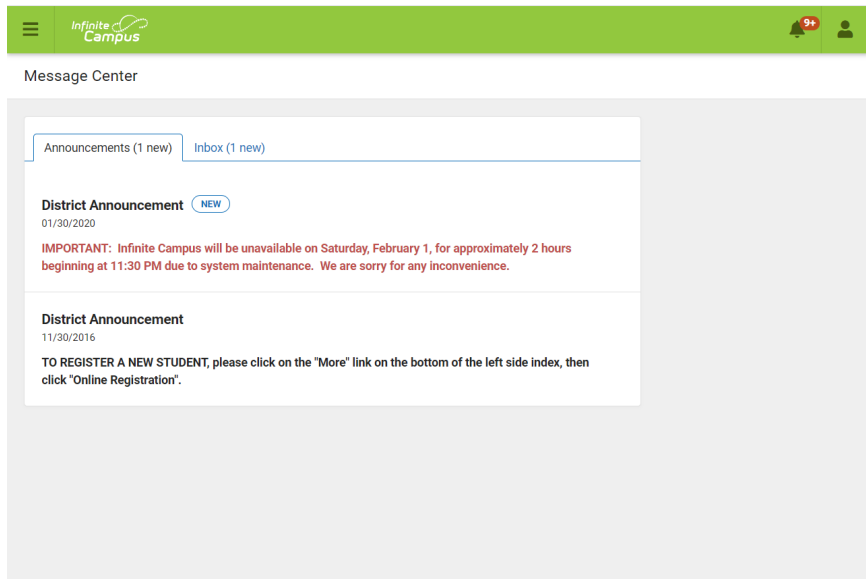 Infinite
Campus
9+
Message Center
Announcements (1 new) Inbox (1 new)
District Announcement NEW
01/30/2020
IMPORTANT:  Infinite Campus will be unavailable on Saturday, February 1, for approximately 2 hours
beginning at 11:30 PM due to system maintenance.  We are sorry for any inconvenience.
District Announcement
11/30/2016
TO REGISTER A NEW STUDENT, please click on the "More" link on the bottom of the left side index, then
click "Online Registration".